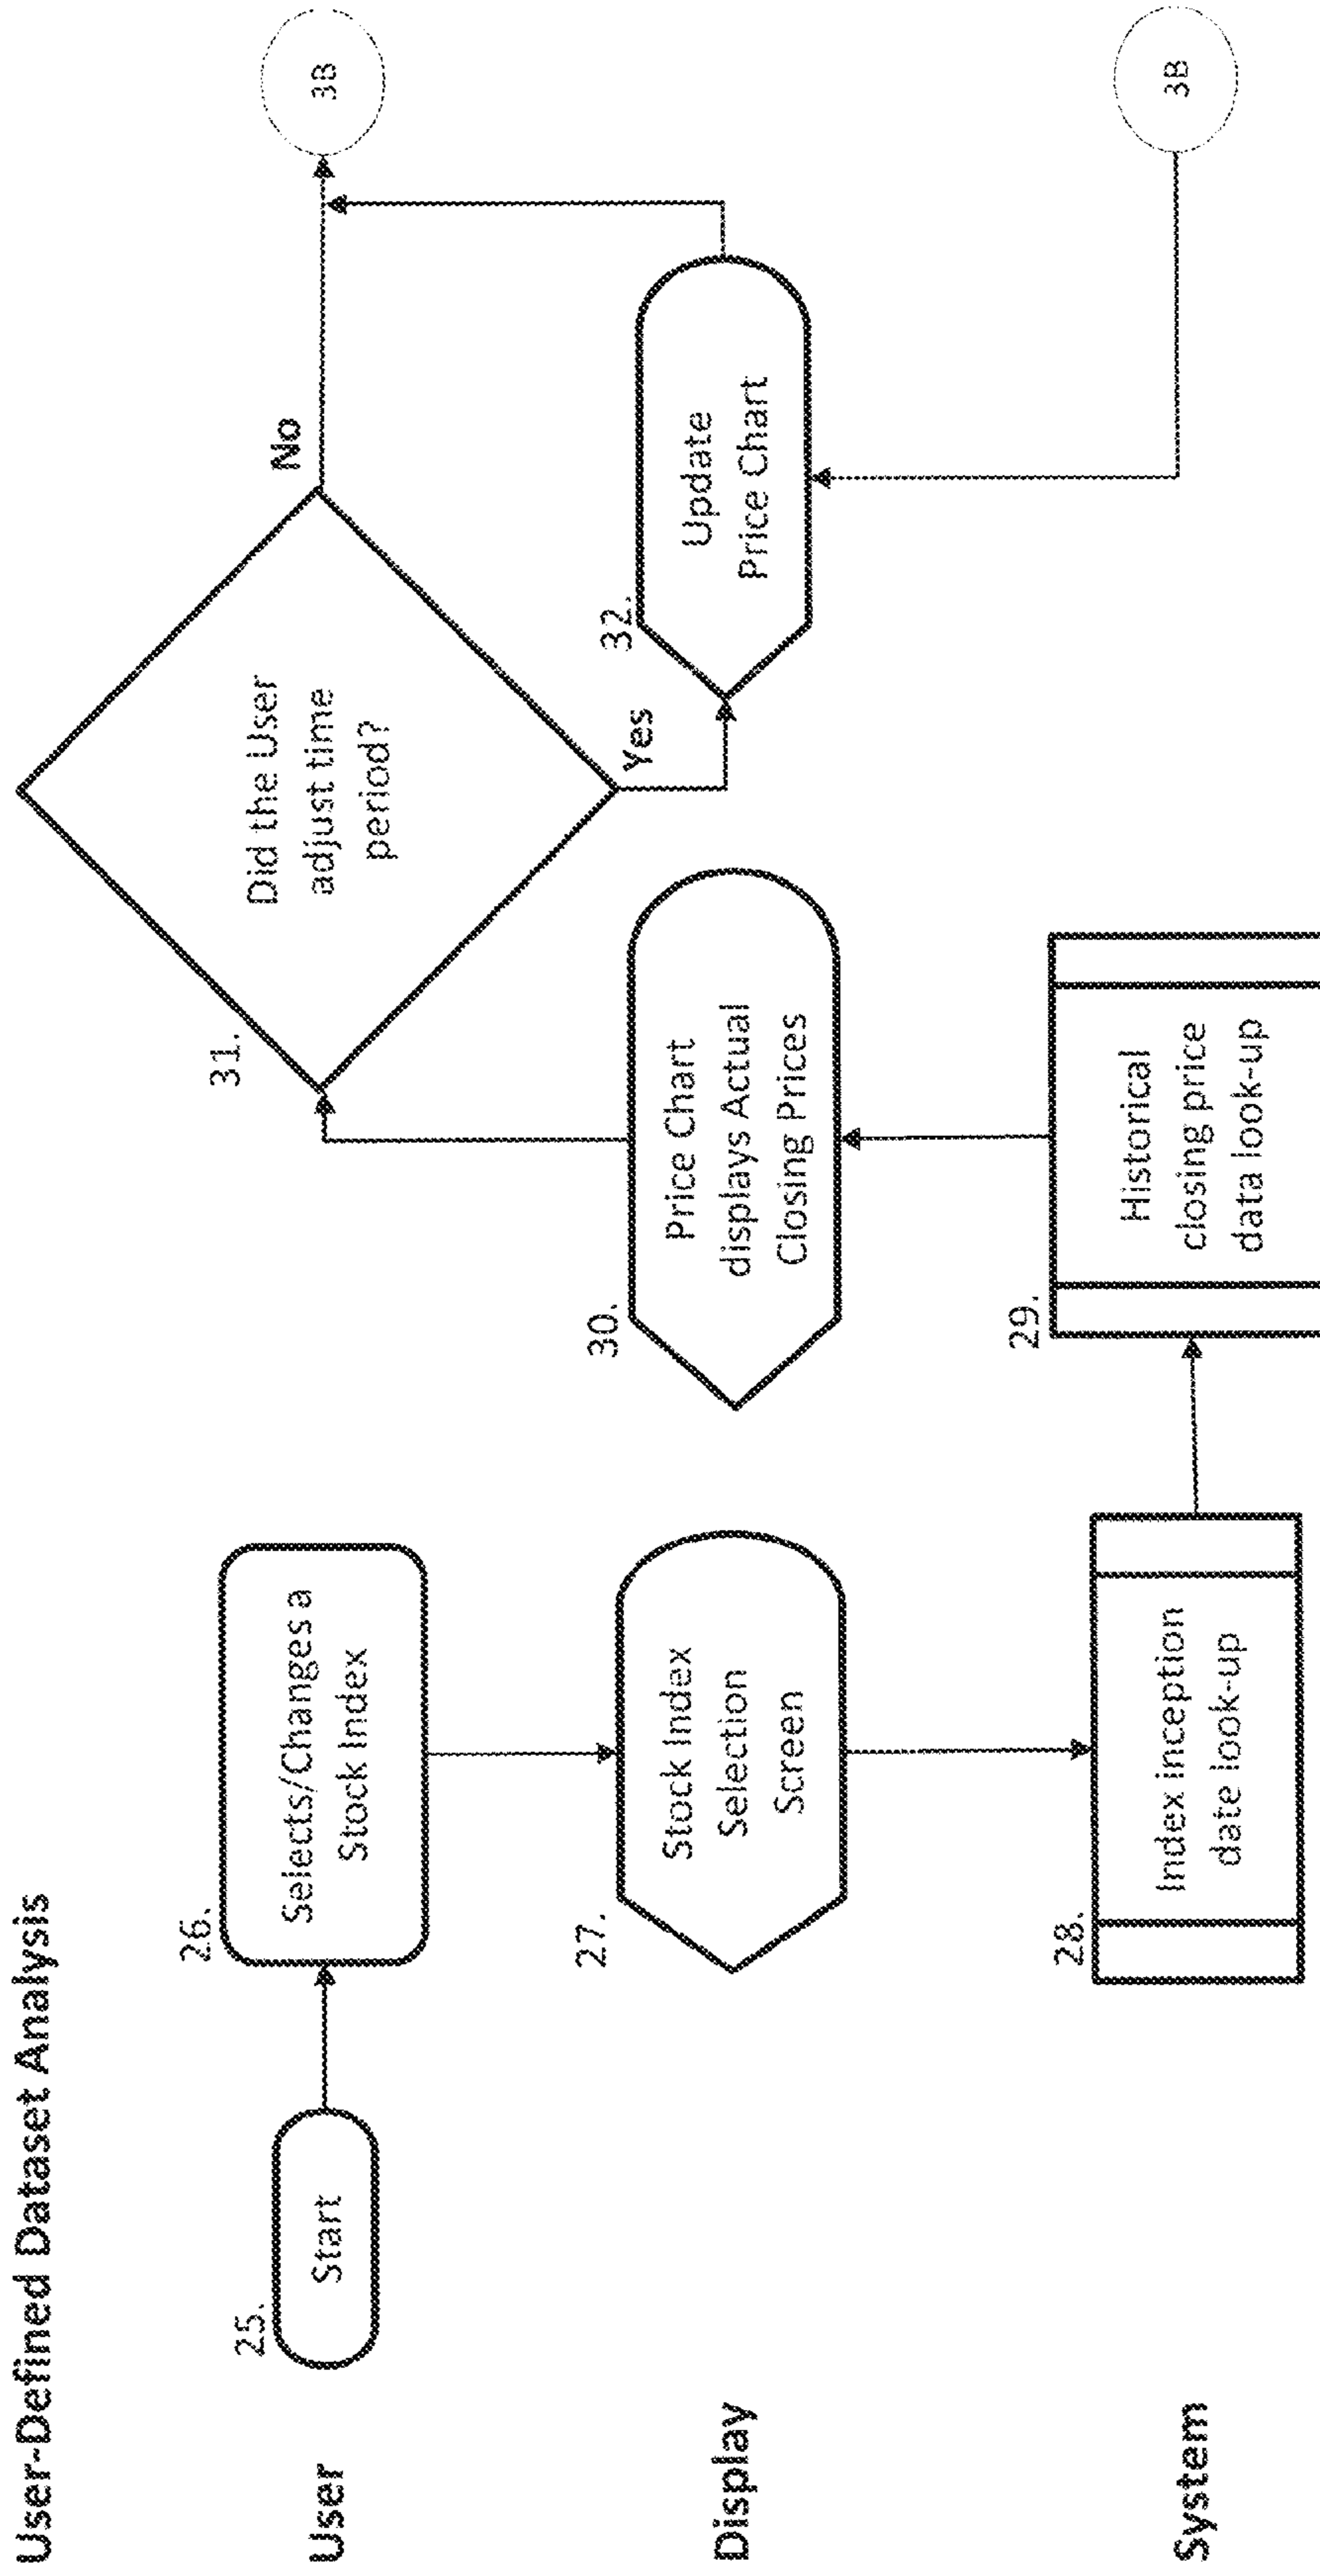 User-Defined Dataset Analysis
User
25.
Start
26.
Selects/Changes a
Stock Index
31.
Did the User
adjust time
period?
No
Yes
3B
Display
27.
Stock Index
Selection
Screen
30.
Price Chart
displays Actual
Closing Prices
32.
Update
Price Chart
System
28.
Index inception
date look-up
29.
Historical
closing price
data look-up
3B